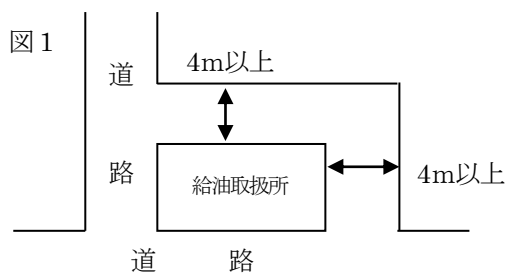 図１
道　路
4m以上
給油取扱所
4m以上
道　路